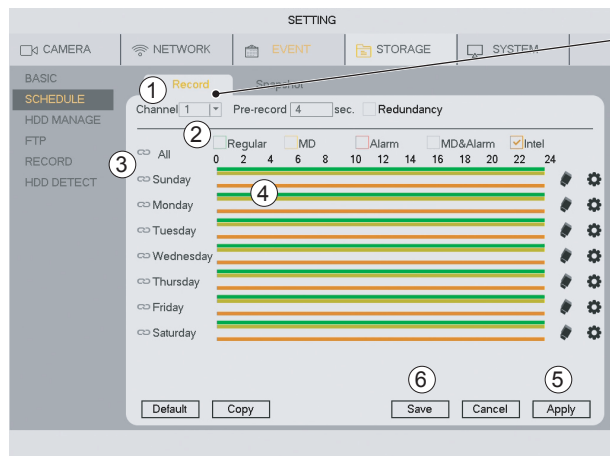 SETTING
CAMERA NETWORK EVENT STORAGE SYSTEM
BASIC
SCHEDULE
HDD MANAGE
FTP
RECORD
HDD DETECT
Record Snapshot
1
Channel 1 Pre-record 4 sec. Redundancy
2
Regular MD Alarm MD&Alarm Intel
3
All 0 2 4 6 8 10 12 14 16 18 20 22 24
Sunday
4
Monday
Tuesday
Wednesday
Thursday
Friday
Saturday
6 5
Default Copy Save Cancel Apply